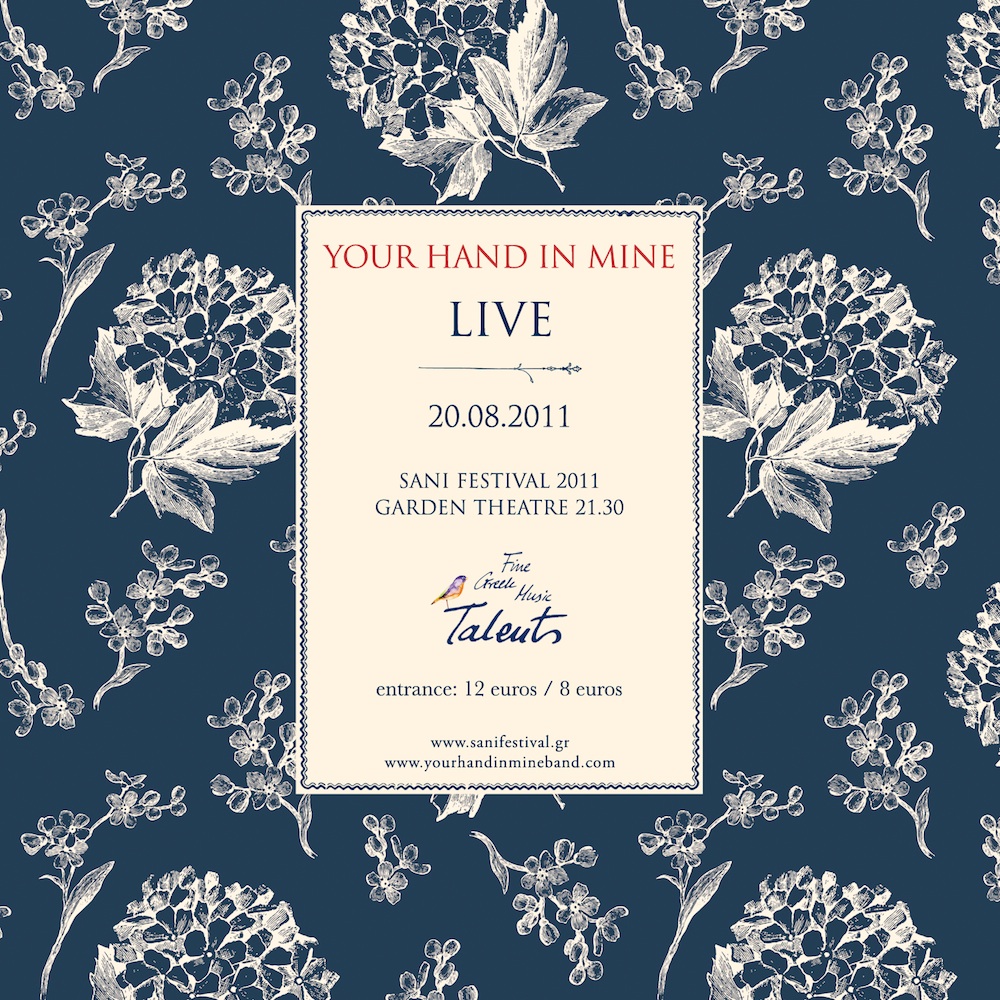 YOUR HAND IN MINE
LIVE
20.08.2011
SANI FESTIVAL 2011
GARDEN THEATRE 21.30
Fine
Greek
Music
Talents
entrance: 12 euros / 8 euros
www.sanifestival.gr
www.yourhandinmineband.com